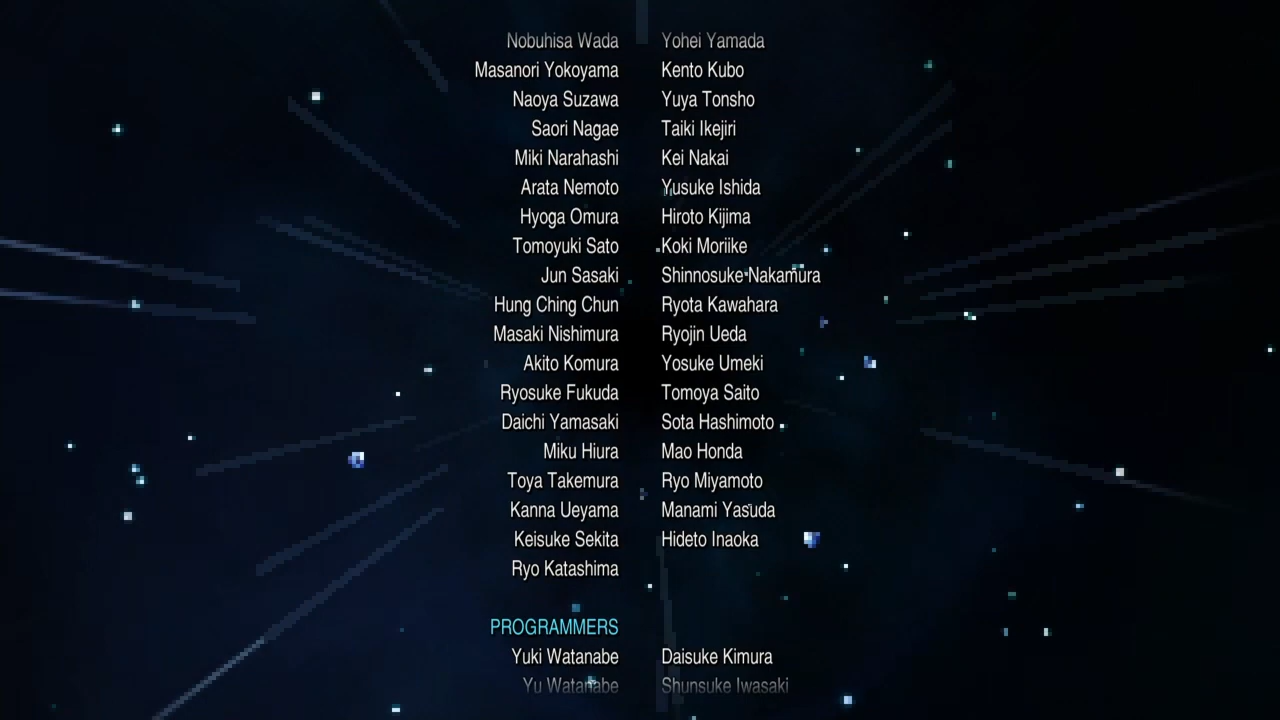 Nobuhisa Wada Yohei Yamada
Masanori Yokoyama Kento Kubo
Naoya Suzawa Yuya Tonsho
Saori Nagae Taiki Ikejiri
Miki Narahashi Kei Nakai
Arata Nemoto Yusuke Ishida
Hyoga Omura Hiroto Kijima
Tomoyuki Sato Koki Moriike
Jun Sasaki Shinnosuke Nakamura
Hung Ching Chun Ryota Kawahara
Masaki Nishimura Ryojin Ueda
Akito Komura Yosuke Umeki
Ryosuke Fukuda Tomoya Saito
Daichi Yamasaki Sota Hashimoto
Miku Hiura Mao Honda
Toya Takemura Ryo Miyamoto
Kanna Ueyama Manami Yasuda
Keisuke Sekita Hideto Inaoka
Ryo Katashima
PROGRAMMERS
Yuki Watanabe Daisuke Kimura
Yu Watanabe Shunsuke Iwasaki